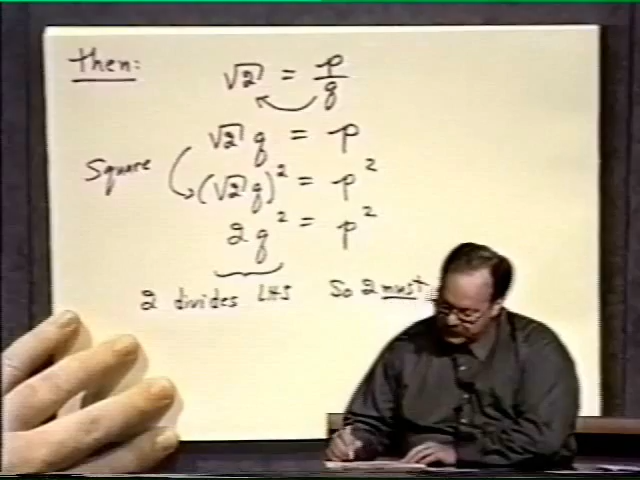 then:
√2 = p/q
√2 q = p
Square (√2 q)² = p²
2q² = p²
2 divides LHS So 2 must